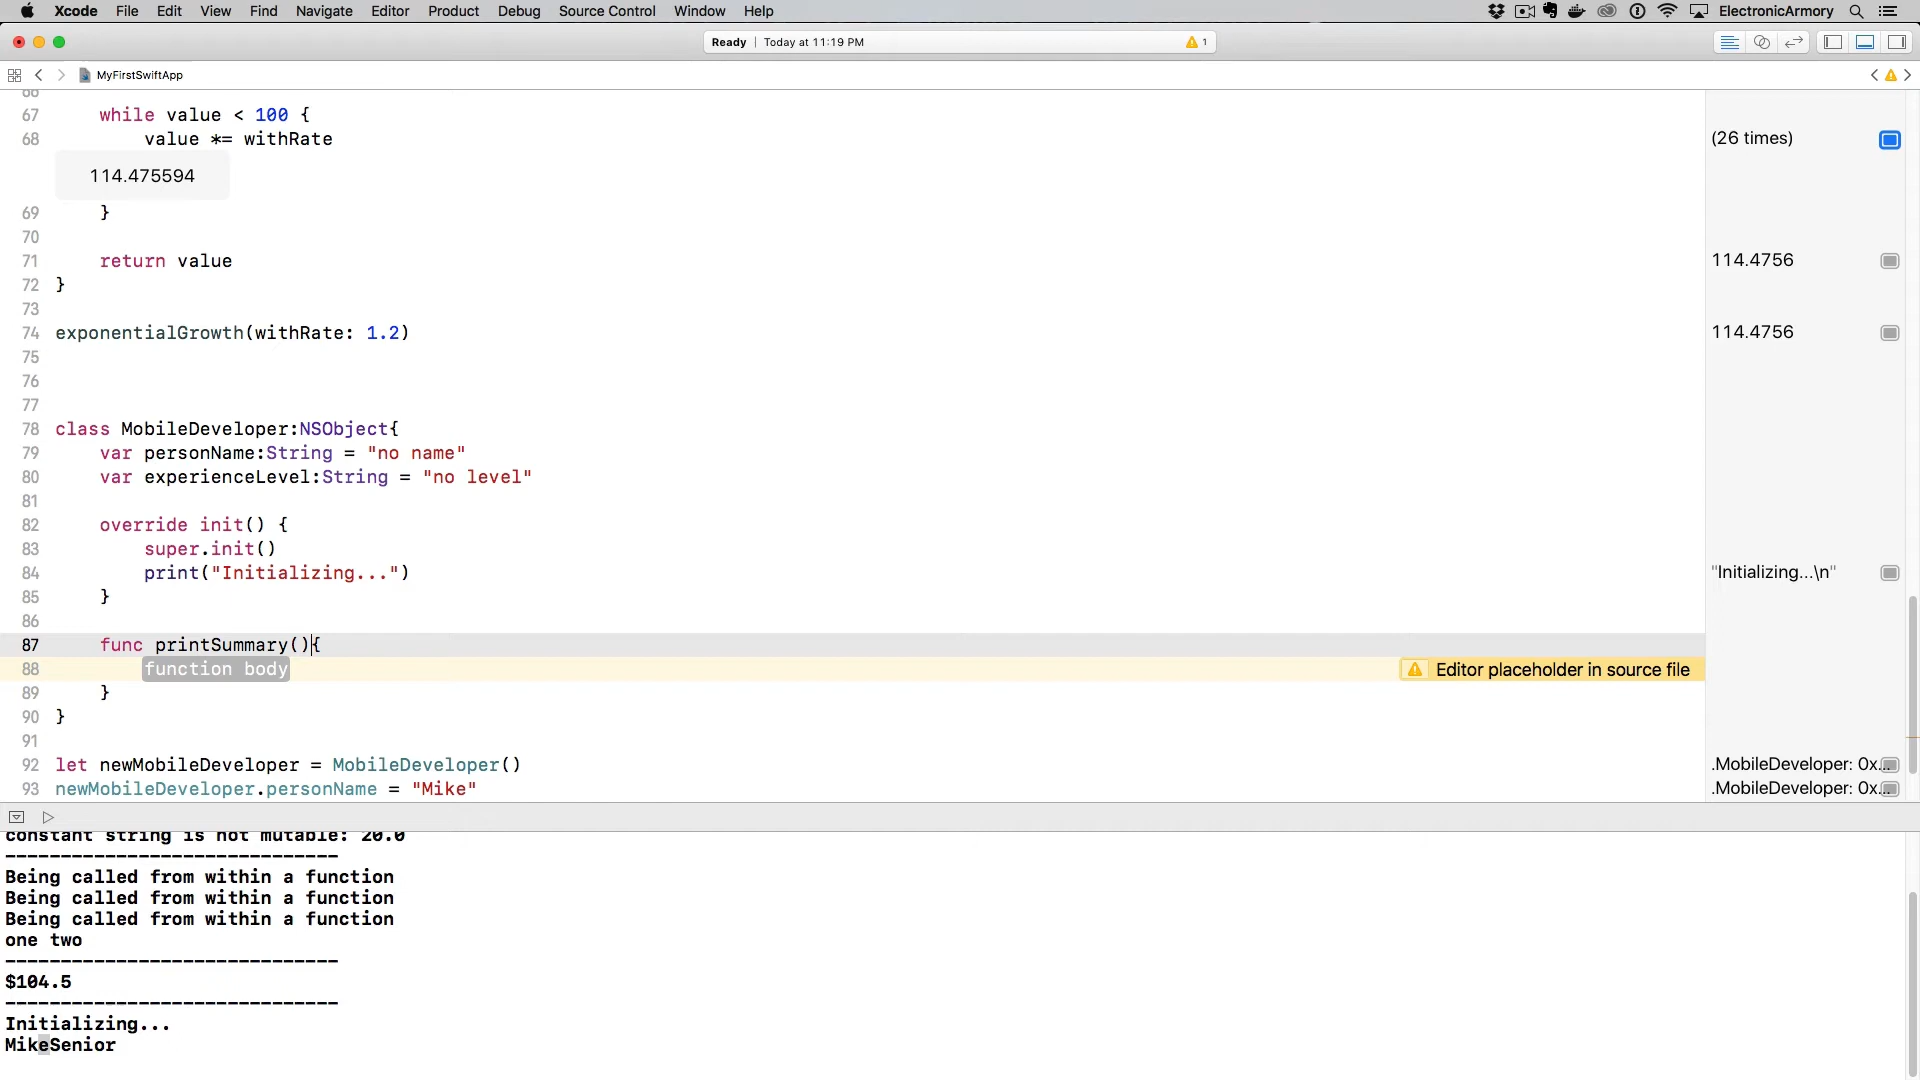 Xcode File Edit View Find Navigate Editor Product Debug Source Control Window Help ElectronicArmory
Ready | Today at 11:19 PM 1
MyFirstSwiftApp
66
67 while value < 100 {
68 value *= withRate (26 times)
114.475594
69 }
70
71 return value 114.4756
72 }
73
74 exponentialGrowth(withRate: 1.2) 114.4756
75
76
77
78 class MobileDeveloper:NSObject{
79 var personName:String = "no name"
80 var experienceLevel:String = "no level"
81
82 override init() {
83 super.init()
84 print("Initializing...") "Initializing...\n"
85 }
86
87 func printSummary(){
88 function body Editor placeholder in source file
89 }
90 }
91
92 let newMobileDeveloper = MobileDeveloper() .MobileDeveloper: 0x...
93 newMobileDeveloper.personName = "Mike" .MobileDeveloper: 0x...
constant string is not mutable: 20.0
------------------------------
Being called from within a function
Being called from within a function
Being called from within a function
one two
------------------------------
$104.5
------------------------------
Initializing...
MikeSenior